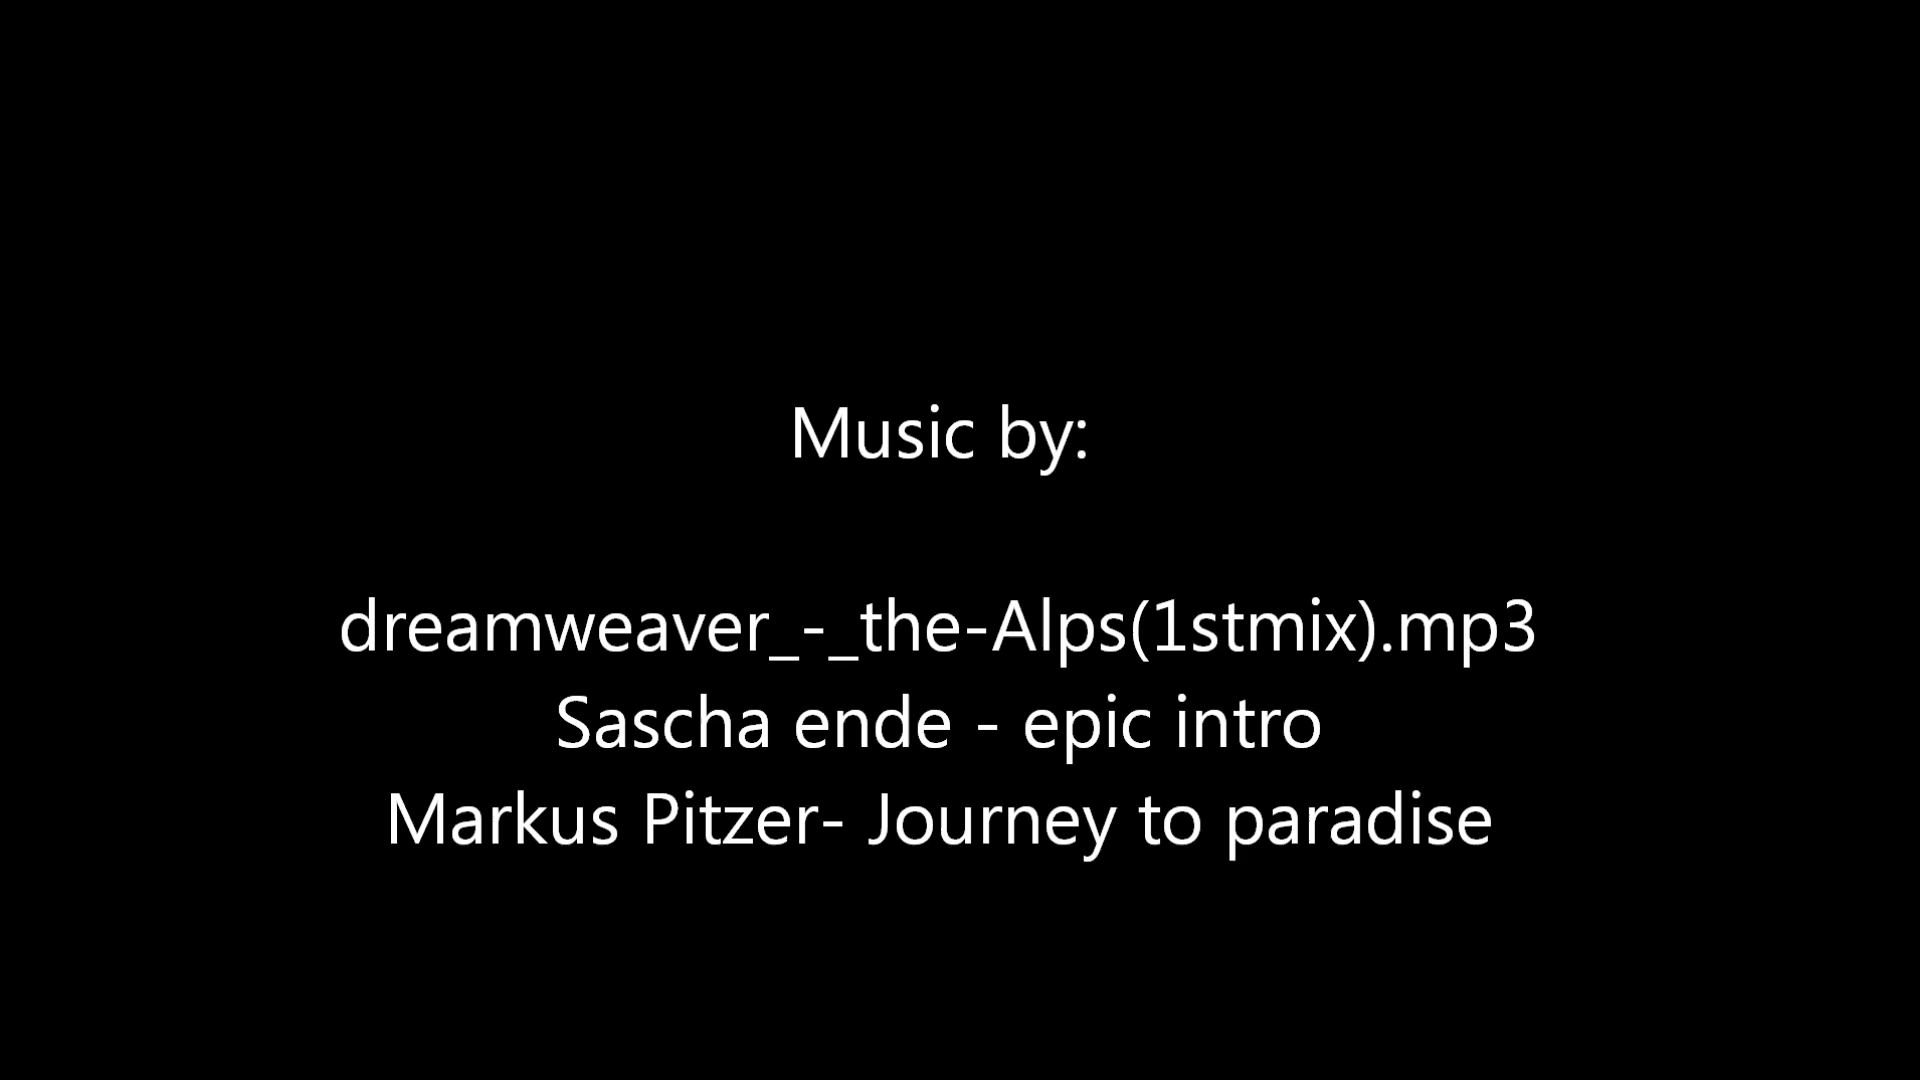 Music by:
dreamweaver_-_the-Alps(1stmix).mp3
Sascha ende - epic intro
Markus Pitzer- Journey to paradise